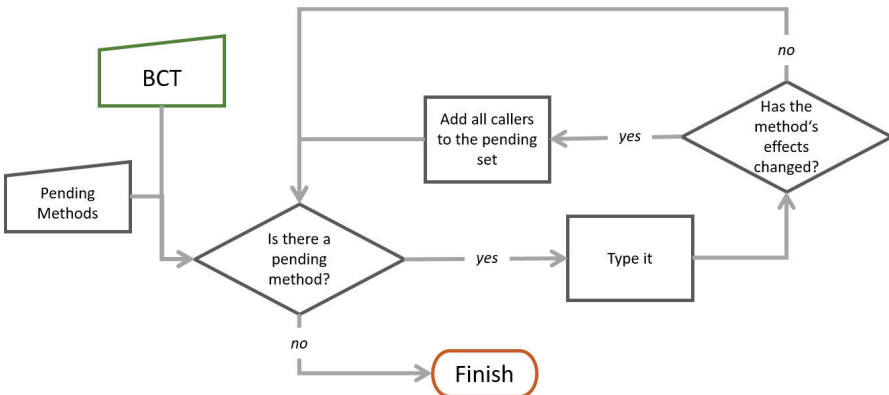 no
BCT
Add all callers
to the pending
set
yes
Has the
method‘s
effects
changed?
Pending
Methods
Is there a
pending
method?
yes
Type it
no
Finish